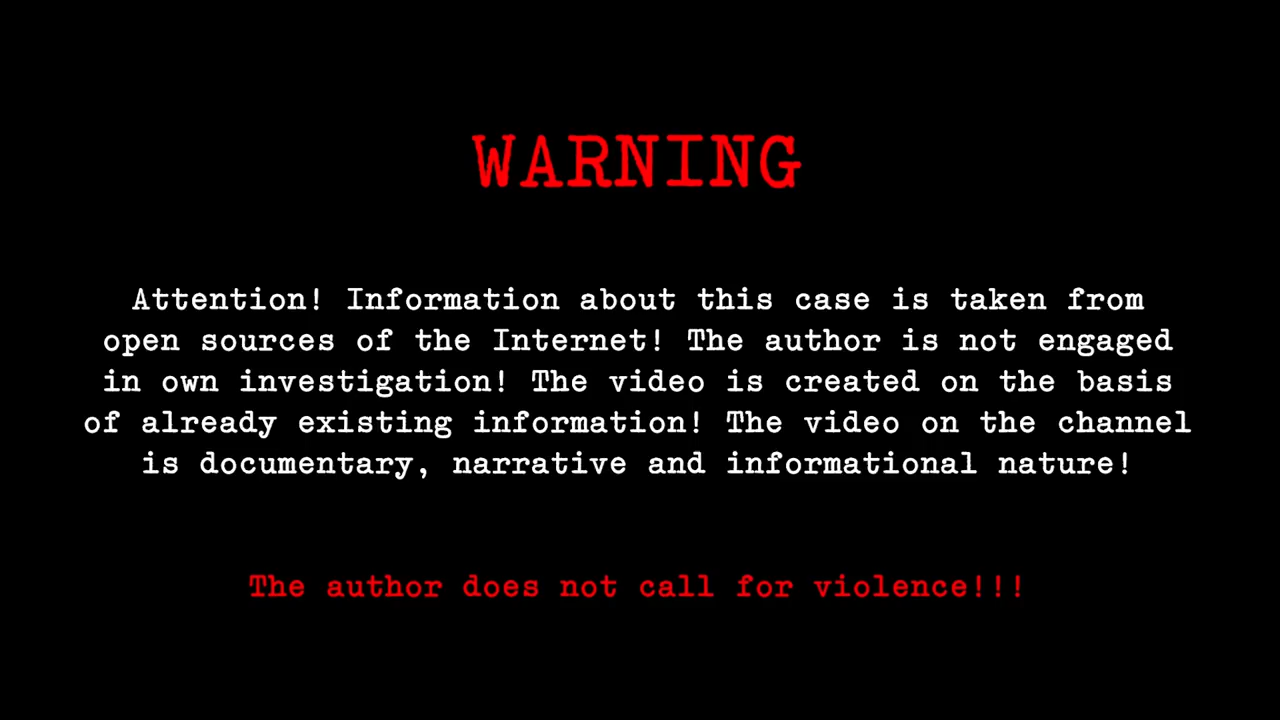 WARNING
Attention! Information about this case is taken from
open sources of the Internet! The author is not engaged
in own investigation! The video is created on the basis
of already existing information! The video on the channel
is documentary, narrative and informational nature!
The author does not call for violence!!!